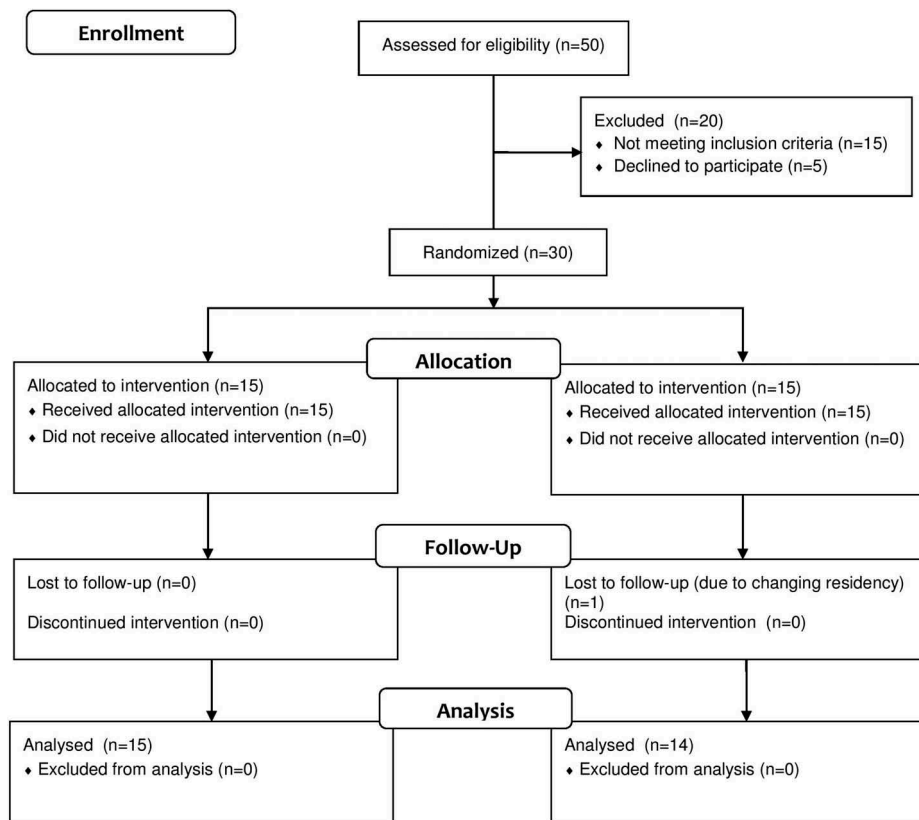 Enrollment
Assessed for eligibility (n=50)
Excluded (n=20)
♦ Not meeting inclusion criteria (n=15)
♦ Declined to participate (n=5)
Randomized (n=30)
Allocation
Allocated to intervention (n=15)
♦ Received allocated intervention (n=15)
♦ Did not receive allocated intervention (n=0)
Allocated to intervention (n=15)
♦ Received allocated intervention (n=15)
♦ Did not receive allocated intervention (n=0)
Follow-Up
Lost to follow-up (n=0)
Discontinued intervention (n=0)
Lost to follow-up (due to changing residency)
(n=1)
Discontinued intervention (n=0)
Analysis
Analysed (n=15)
♦ Excluded from analysis (n=0)
Analysed (n=14)
♦ Excluded from analysis (n=0)